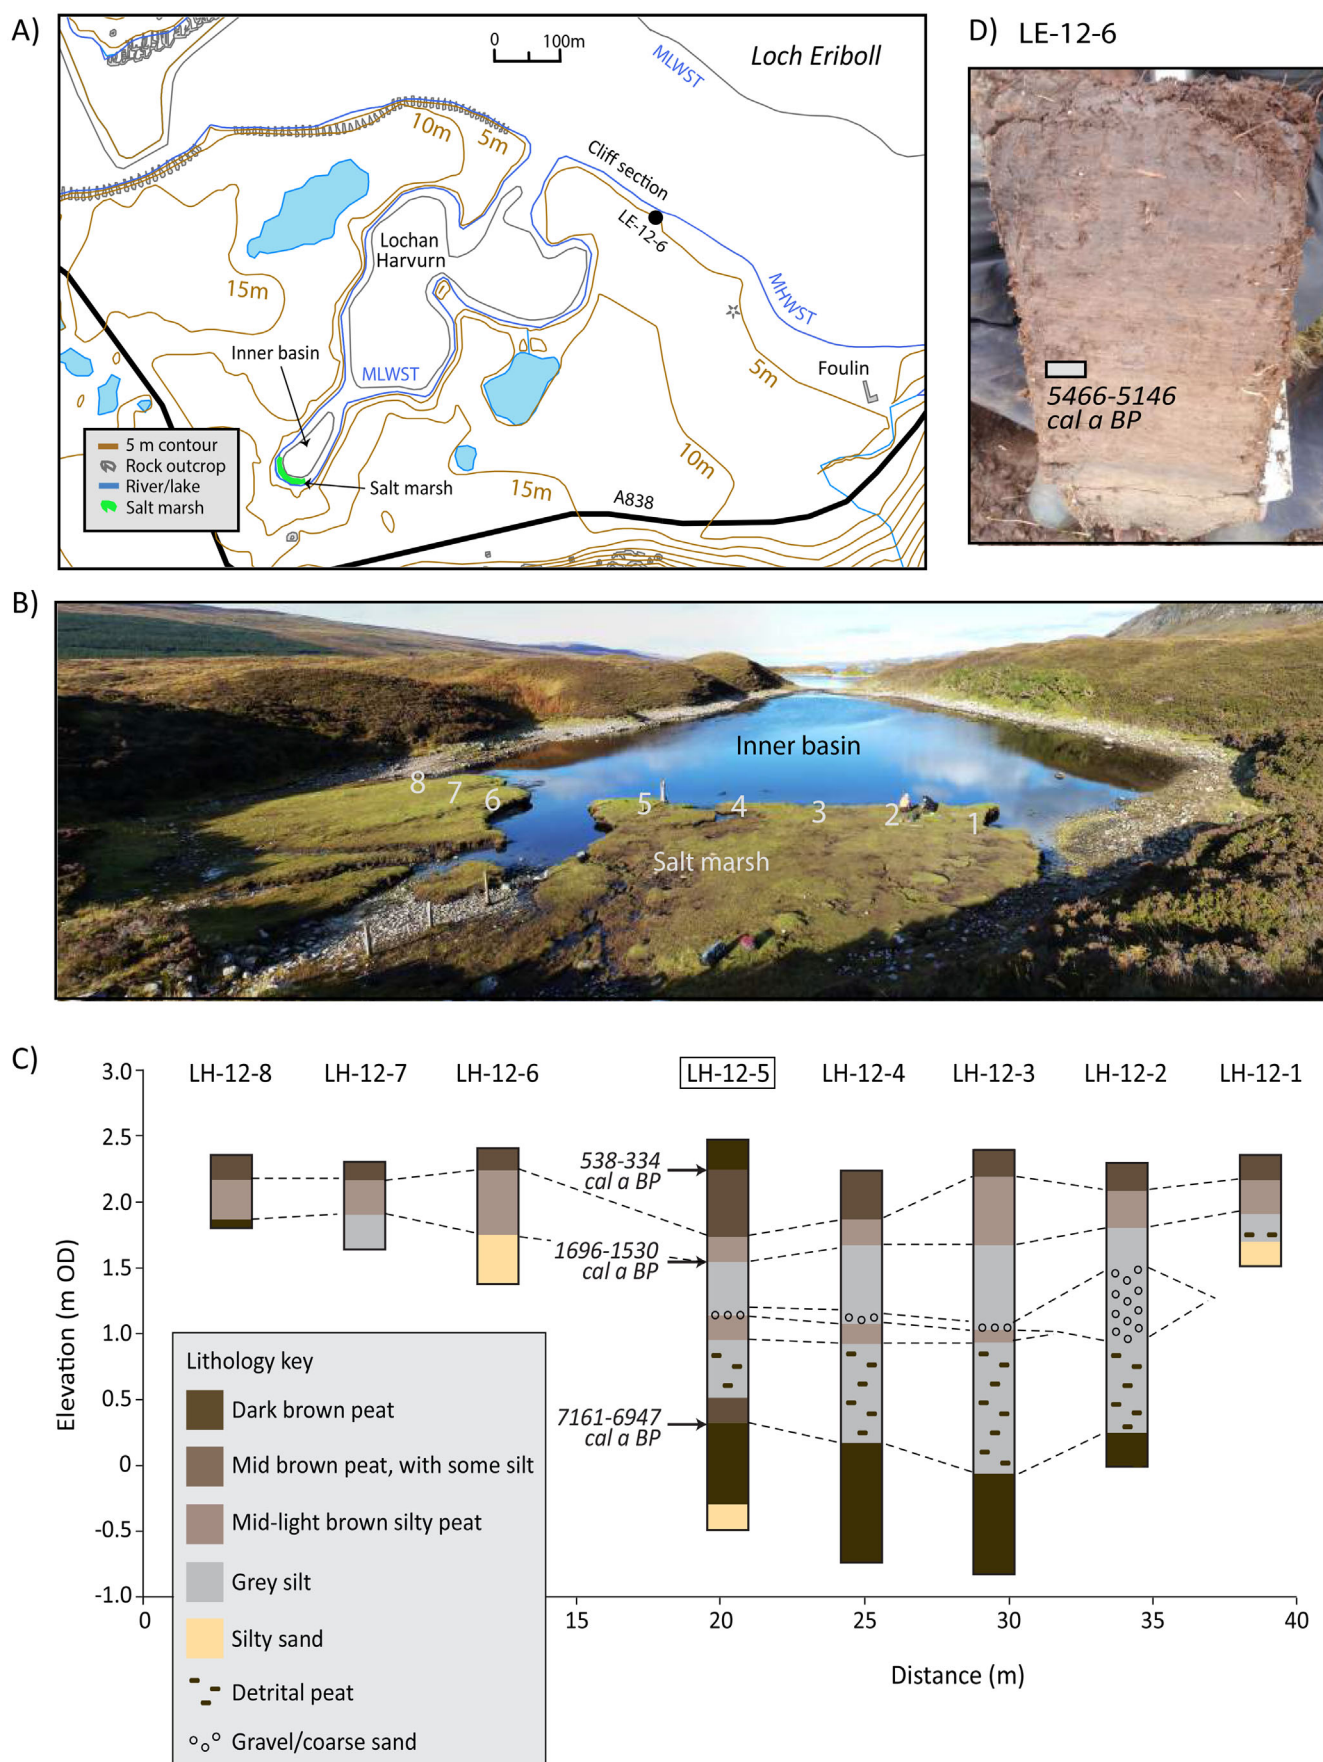 A)
0 100m
Loch Eriboll
MLWST
10m
5m
Cliff section
LE-12-6
Lochan
Harvurn
MHWST
15m
Inner basin
MLWST
5m
Foulin
10m
Salt marsh
15m
A838
5 m contour
Rock outcrop
River/lake
Salt marsh
D) LE-12-6
5466-5146
cal a BP
B)
Inner basin
8 7 6 5 4 3 2 1
Salt marsh
C)
LH-12-8 LH-12-7 LH-12-6 LH-12-5 LH-12-4 LH-12-3 LH-12-2 LH-12-1
3.0
2.5
2.0
1.5
1.0
0.5
0
-0.5
-1.0
Elevation (m OD)
538-334
cal a BP
1696-1530
cal a BP
7161-6947
cal a BP
Lithology key
Dark brown peat
Mid brown peat, with some silt
Mid-light brown silty peat
Grey silt
Silty sand
Detrital peat
Gravel/coarse sand
0 15 20 25 30 35 40
Distance (m)